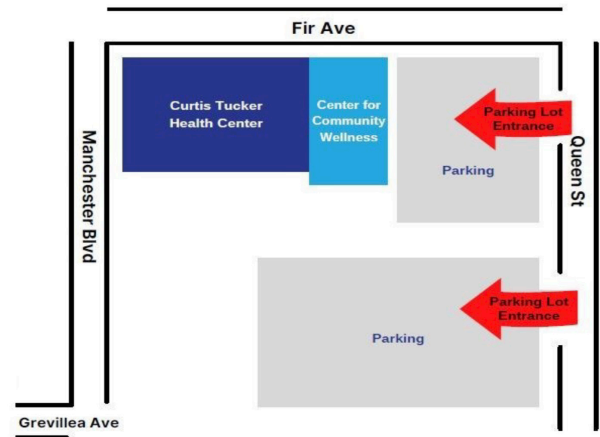 Fir Ave
Curtis Tucker
Health Center
Center for
Community
Wellness
Parking Lot
Entrance
Parking
Manchester Blvd
Queen St
Parking Lot
Entrance
Parking
Grevillea Ave